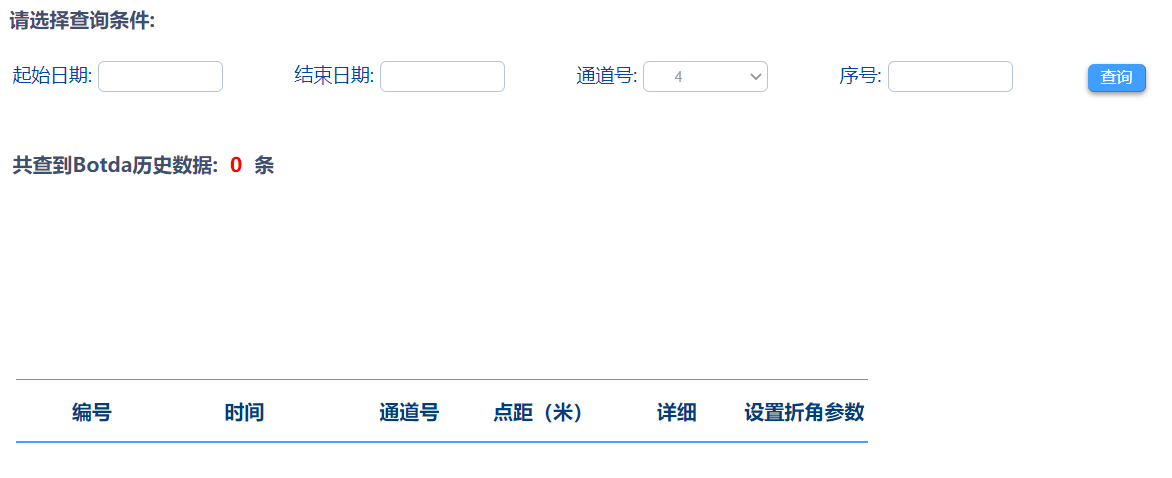 请选择查询条件:
起始日期: 结束日期: 通道号: 4 序号: 查询
共查到Botda历史数据: 0 条
编号 时间 通道号 点距（米） 详细 设置折角参数